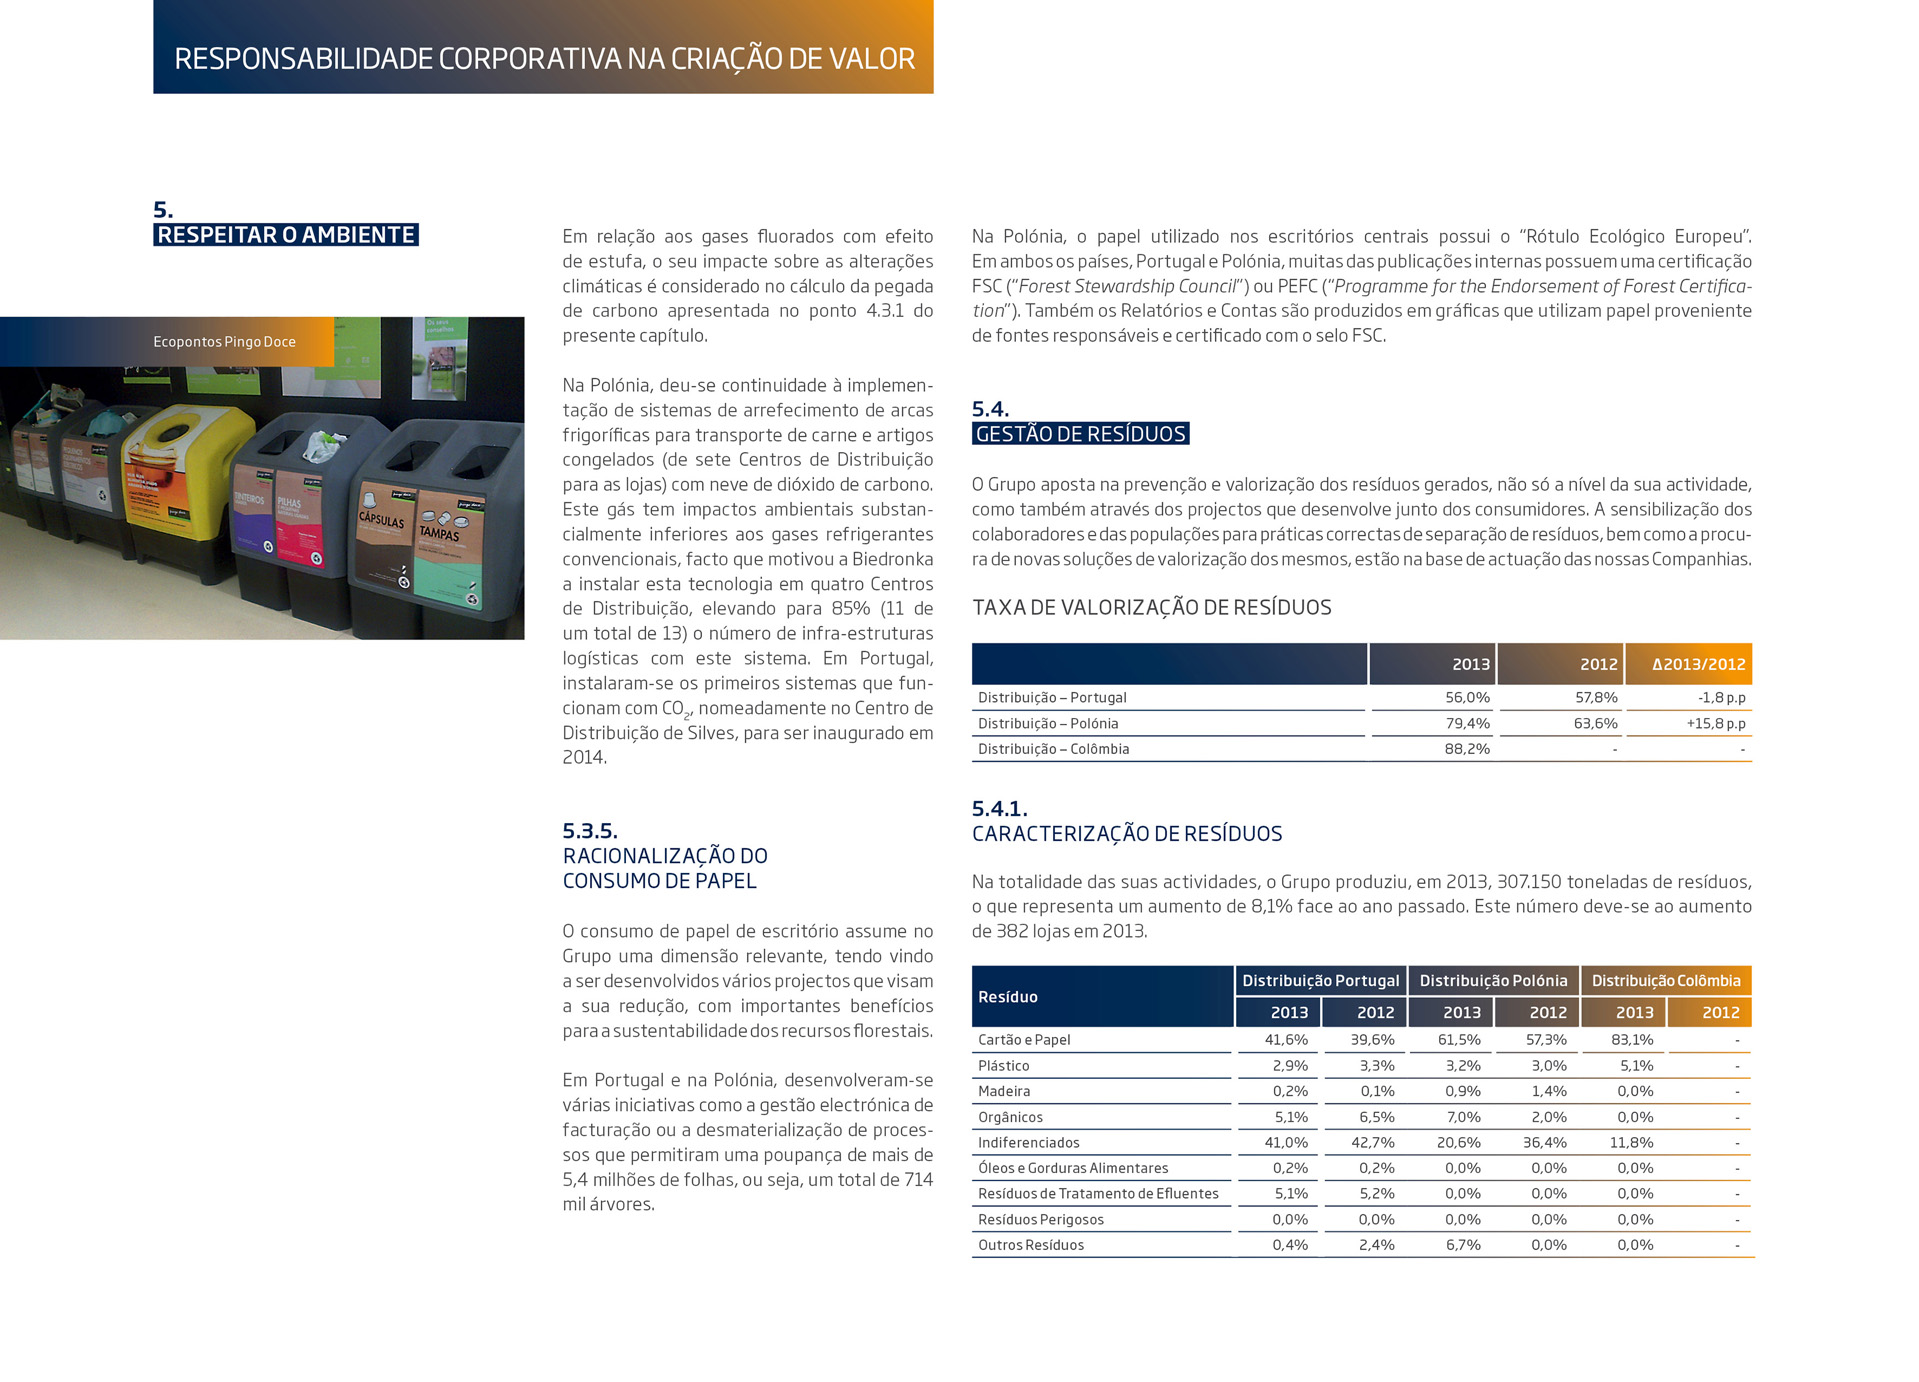 RESPONSABILIDADE CORPORATIVA NA CRIAÇÃO DE VALOR
5.
RESPEITAR O AMBIENTE
Ecopontos Pingo Doce
Os seus
conselhos
TINTEIROS
PILHAS
CÁPSULAS
TAMPAS
pingo doce
Em relação aos gases fluorados com efeito
de estufa, o seu impacte sobre as alterações
climáticas é considerado no cálculo da pegada
de carbono apresentada no ponto 4.3.1 do
presente capítulo.
Na Polónia, deu-se continuidade à implemen-
tação de sistemas de arrefecimento de arcas
frigoríficas para transporte de carne e artigos
congelados (de sete Centros de Distribuição
para as lojas) com neve de dióxido de carbono.
Este gás tem impactos ambientais substan-
cialmente inferiores aos gases refrigerantes
convencionais, facto que motivou a Biedronka
a instalar esta tecnologia em quatro Centros
de Distribuição, elevando para 85% (11 de
um total de 13) o número de infra-estruturas
logísticas com este sistema. Em Portugal,
instalaram-se os primeiros sistemas que fun-
cionam com CO2, nomeadamente no Centro de
Distribuição de Silves, para ser inaugurado em
2014.
5.3.5.
RACIONALIZAÇÃO DO
CONSUMO DE PAPEL
O consumo de papel de escritório assume no
Grupo uma dimensão relevante, tendo vindo
a ser desenvolvidos vários projectos que visam
a sua redução, com importantes benefícios
para a sustentabilidade dos recursos florestais.
Em Portugal e na Polónia, desenvolveram-se
várias iniciativas como a gestão electrónica de
facturação ou a desmaterialização de proces-
sos que permitiram uma poupança de mais de
5,4 milhões de folhas, ou seja, um total de 714
mil árvores.
Na Polónia, o papel utilizado nos escritórios centrais possui o “Rótulo Ecológico Europeu”.
Em ambos os países, Portugal e Polónia, muitas das publicações internas possuem uma certificação
FSC (“Forest Stewardship Council”) ou PEFC (“Programme for the Endorsement of Forest Certifica-
tion”). Também os Relatórios e Contas são produzidos em gráficas que utilizam papel proveniente
de fontes responsáveis e certificado com o selo FSC.
5.4.
GESTÃO DE RESÍDUOS
O Grupo aposta na prevenção e valorização dos resíduos gerados, não só a nível da sua actividade,
como também através dos projectos que desenvolve junto dos consumidores. A sensibilização dos
colaboradores e das populações para práticas correctas de separação de resíduos, bem como a procu-
ra de novas soluções de valorização dos mesmos, estão na base de actuação das nossas Companhias.
TAXA DE VALORIZAÇÃO DE RESÍDUOS
2013 2012 Δ2013/2012
Distribuição – Portugal 56,0% 57,8% -1,8 p.p
Distribuição – Polónia 79,4% 63,6% +15,8 p.p
Distribuição – Colômbia 88,2% - -
5.4.1.
CARACTERIZAÇÃO DE RESÍDUOS
Na totalidade das suas actividades, o Grupo produziu, em 2013, 307.150 toneladas de resíduos,
o que representa um aumento de 8,1% face ao ano passado. Este número deve-se ao aumento
de 382 lojas em 2013.
Resíduo Distribuição Portugal Distribuição Polónia Distribuição Colômbia
2013 2012 2013 2012 2013 2012
Cartão e Papel 41,6% 39,6% 61,5% 57,3% 83,1% -
Plástico 2,9% 3,3% 3,2% 3,0% 5,1% -
Madeira 0,2% 0,1% 0,9% 1,4% 0,0% -
Orgânicos 5,1% 6,5% 7,0% 2,0% 0,0% -
Indiferenciados 41,0% 42,7% 20,6% 36,4% 11,8% -
Óleos e Gorduras Alimentares 0,2% 0,2% 0,0% 0,0% 0,0% -
Resíduos de Tratamento de Efluentes 5,1% 5,2% 0,0% 0,0% 0,0% -
Resíduos Perigosos 0,0% 0,0% 0,0% 0,0% 0,0% -
Outros Resíduos 0,4% 2,4% 6,7% 0,0% 0,0% -